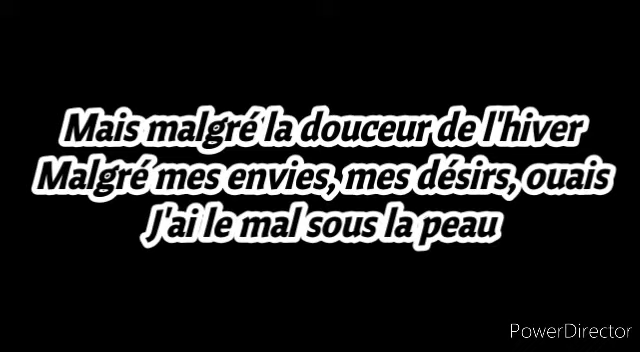 Mais malgré la douceur de l'hiver
Malgré mes envies, mes désirs, ouais
J'ai le mal sous la peau
PowerDirector